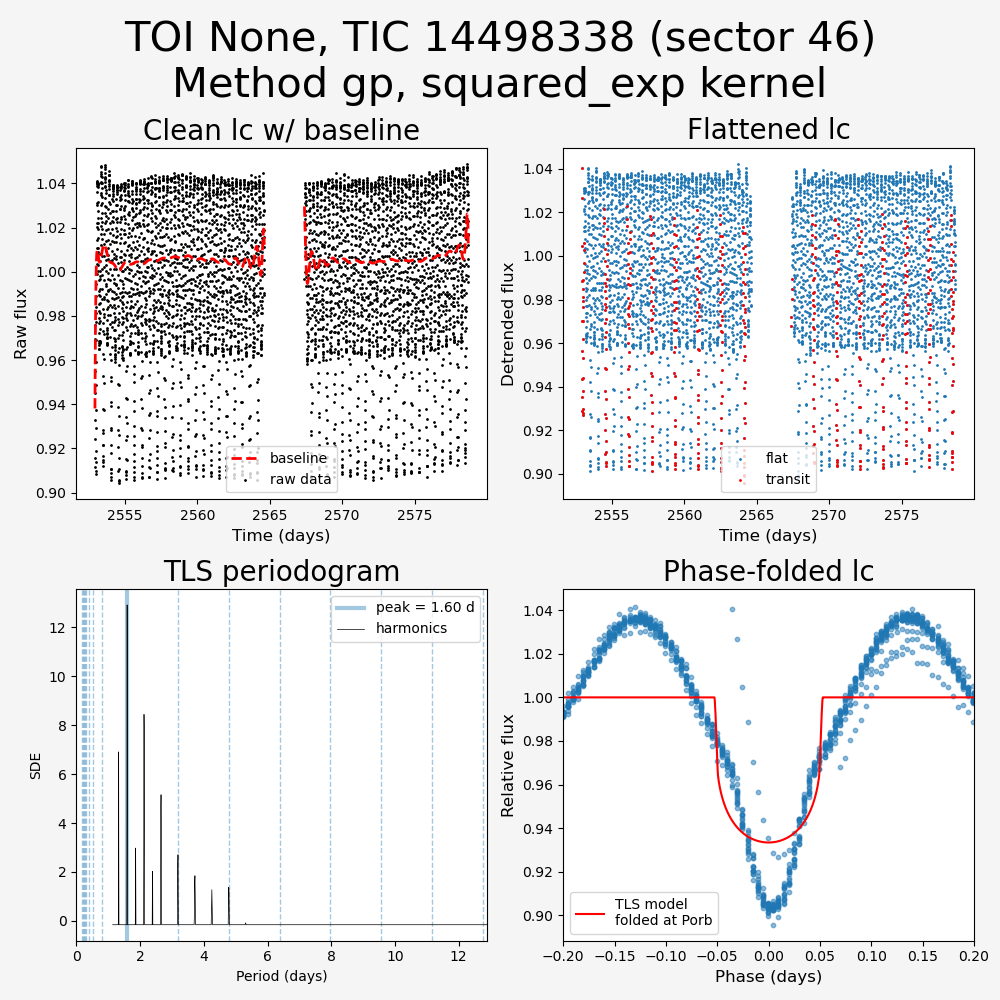 TOI None, TIC 14498338 (sector 46)
Method gp, squared_exp kernel
Clean lc w/ baseline
Raw flux
1.04
1.02
1.00
0.98
0.96
0.94
0.92
0.90
baseline
raw data
2555
2560
2565
2570
2575
Time (days)
Flattened lc
Detrended flux
1.04
1.02
1.00
0.98
0.96
0.94
0.92
0.90
flat
transit
2555
2560
2565
2570
2575
Time (days)
TLS periodogram
SDE
12
10
8
6
4
2
0
peak = 1.60 d
harmonics
0
2
4
6
8
10
12
Period (days)
Phase-folded lc
Relative flux
1.04
1.02
1.00
0.98
0.96
0.94
0.92
0.90
TLS model
folded at Porb
−0.20
−0.15
−0.10
−0.05
0.00
0.05
0.10
0.15
0.20
Phase (days)